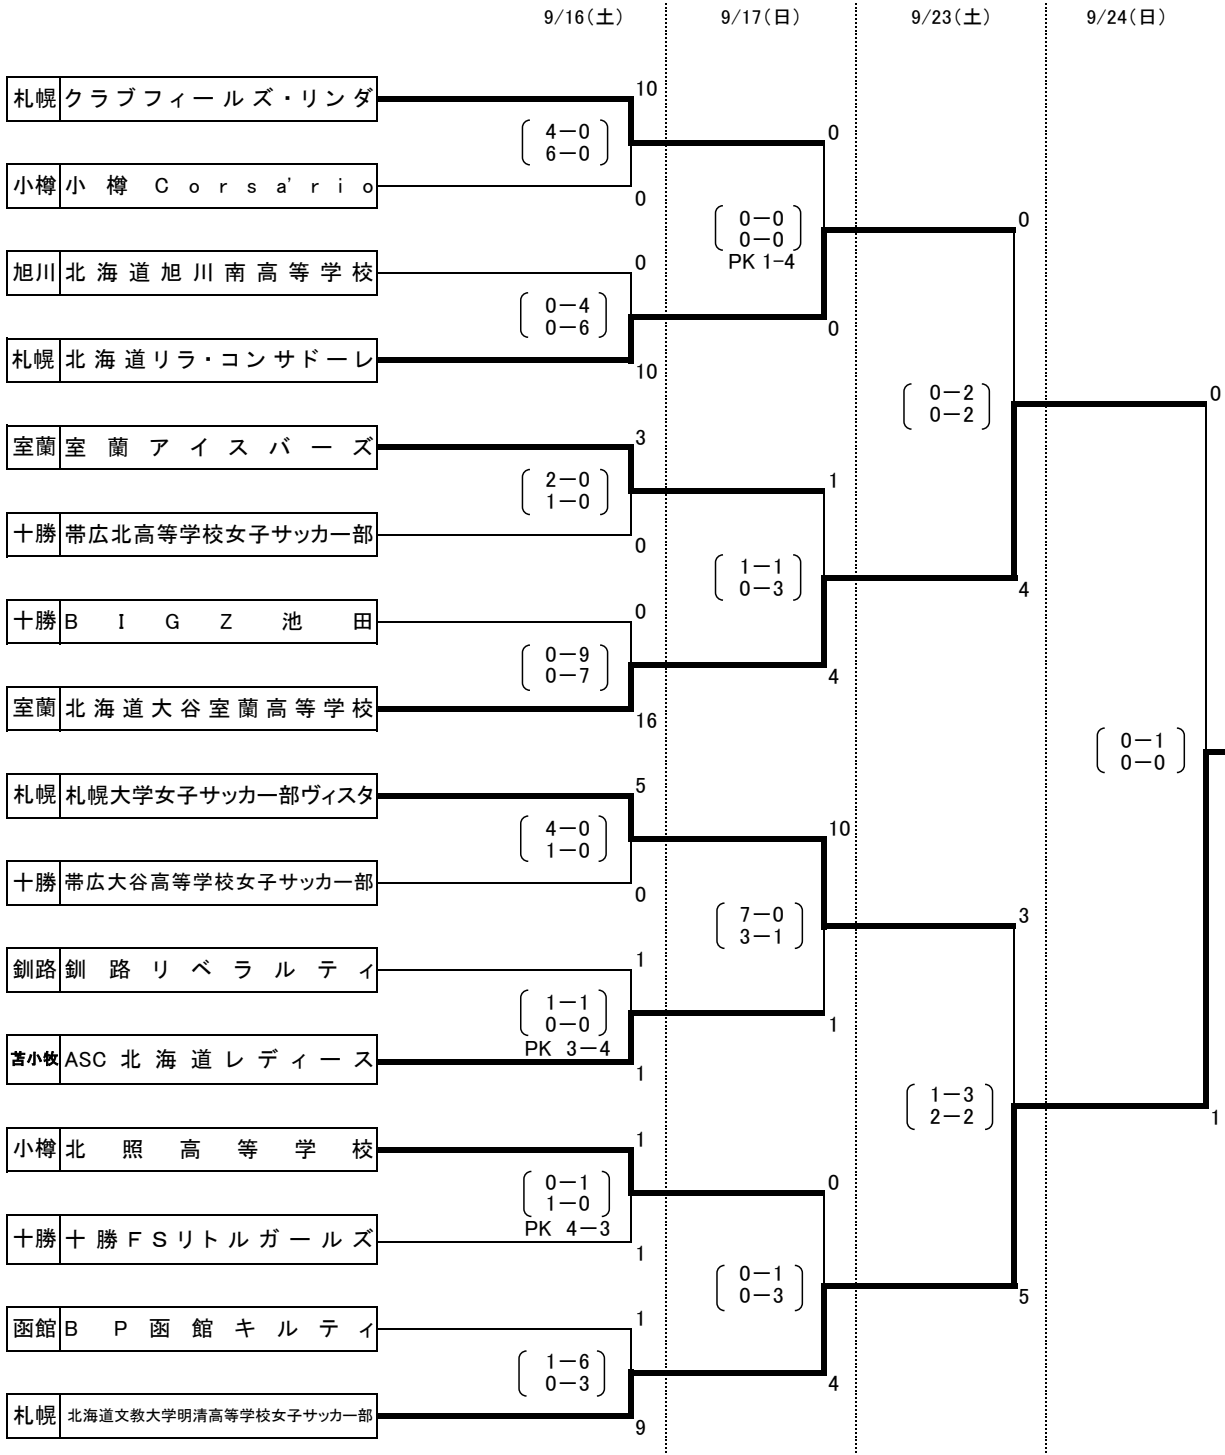 9/16(土) 9/17(日) 9/23(土) 9/24(日)
札幌 クラブフィールズ・リンダ 10
4－0
6－0
0
小樽 小樽Corsa'rio 0
0－0
0－0
PK 1-4
0
旭川 北海道旭川南高等学校 0
0－4
0－6
0
札幌 北海道リラ・コンサドーレ 10
0－2
0－2
0
室蘭 室蘭アイスバーズ 3
2－0
1－0
1
十勝 帯広北高等学校女子サッカー部 0
1－1
0－3
4
十勝 BIGZ池田 0
0－9
0－7
4
室蘭 北海道大谷室蘭高等学校 16
0－1
0－0
札幌 札幌大学女子サッカー部ヴィスタ 5
4－0
1－0
10
十勝 帯広大谷高等学校女子サッカー部 0
7－0
3－1
3
釧路 釧路リベラルティ 1
1－1
0－0
PK 3－4
1
苫小牧 ASC北海道レディース 1
1－3
2－2
1
小樽 北照高等学校 1
0－1
1－0
PK 4－3
0
十勝 十勝FSリトルガールズ 1
0－1
0－3
5
函館 BP函館キルティ 1
1－6
0－3
4
札幌 北海道文教大学明清高等学校女子サッカー部 9